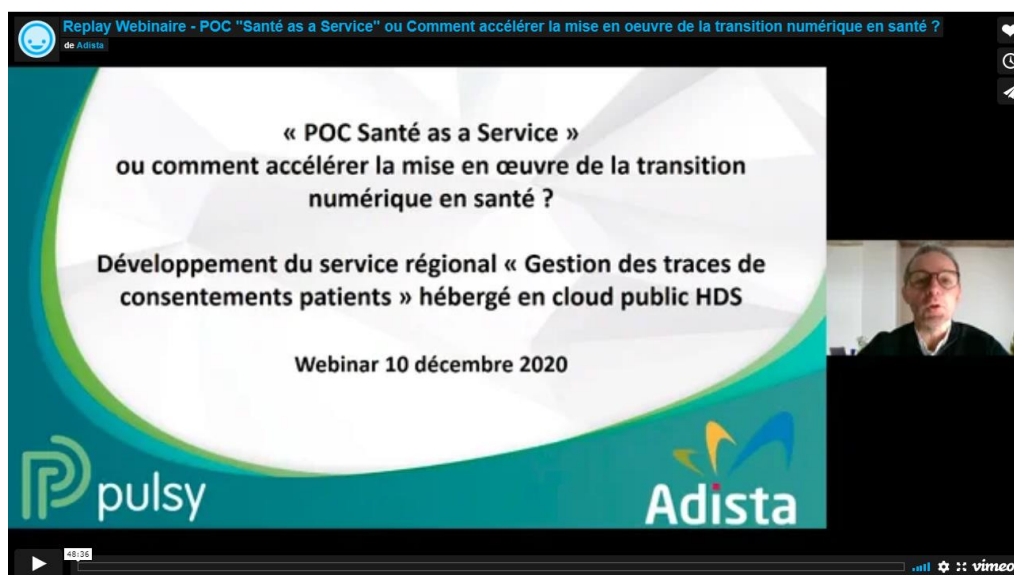 Replay Webinaire - POC "Santé as a Service" ou Comment accélérer la mise en oeuvre de la transition numérique en santé ?
de Adista
« POC Santé as a Service »
ou comment accélérer la mise en œuvre de la transition
numérique en santé ?
Développement du service régional « Gestion des traces de
consentements patients » hébergé en cloud public HDS
Webinar 10 décembre 2020
pulsy
Adista
48:36
vimeo